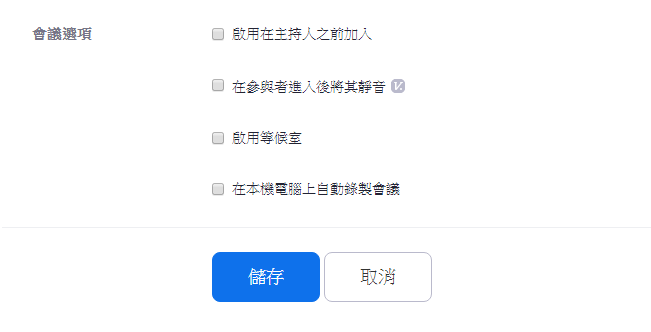 會議選項
啟用在主持人之前加入
在參與者進入後將其靜音
啟用等候室
在本機電腦上自動錄製會議
儲存
取消